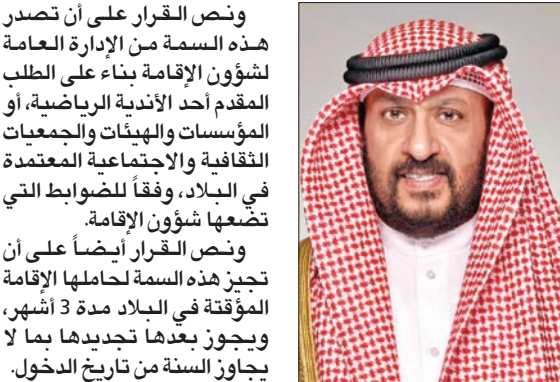 ونص القرار على أن تصدر
هذه السمة من الإدارة العامة
لشؤون الإقامة بناء على الطلب
المقدم أحد الأندية الرياضية، أو
المؤسسات والهيئات والجمعيات
الثقافية والاجتماعية المعتمدة
في البلاد، وفقاً للضوابط التي
تضعها شؤون الإقامة.
ونص القرار أيضاً على أن
تجيز هذه السمة لحاملها الإقامة
المؤقتة في البلاد مدة 3 أشهر،
ويجوز بعدها تجديدها بما لا
يجاوز السنة من تاريخ الدخول.